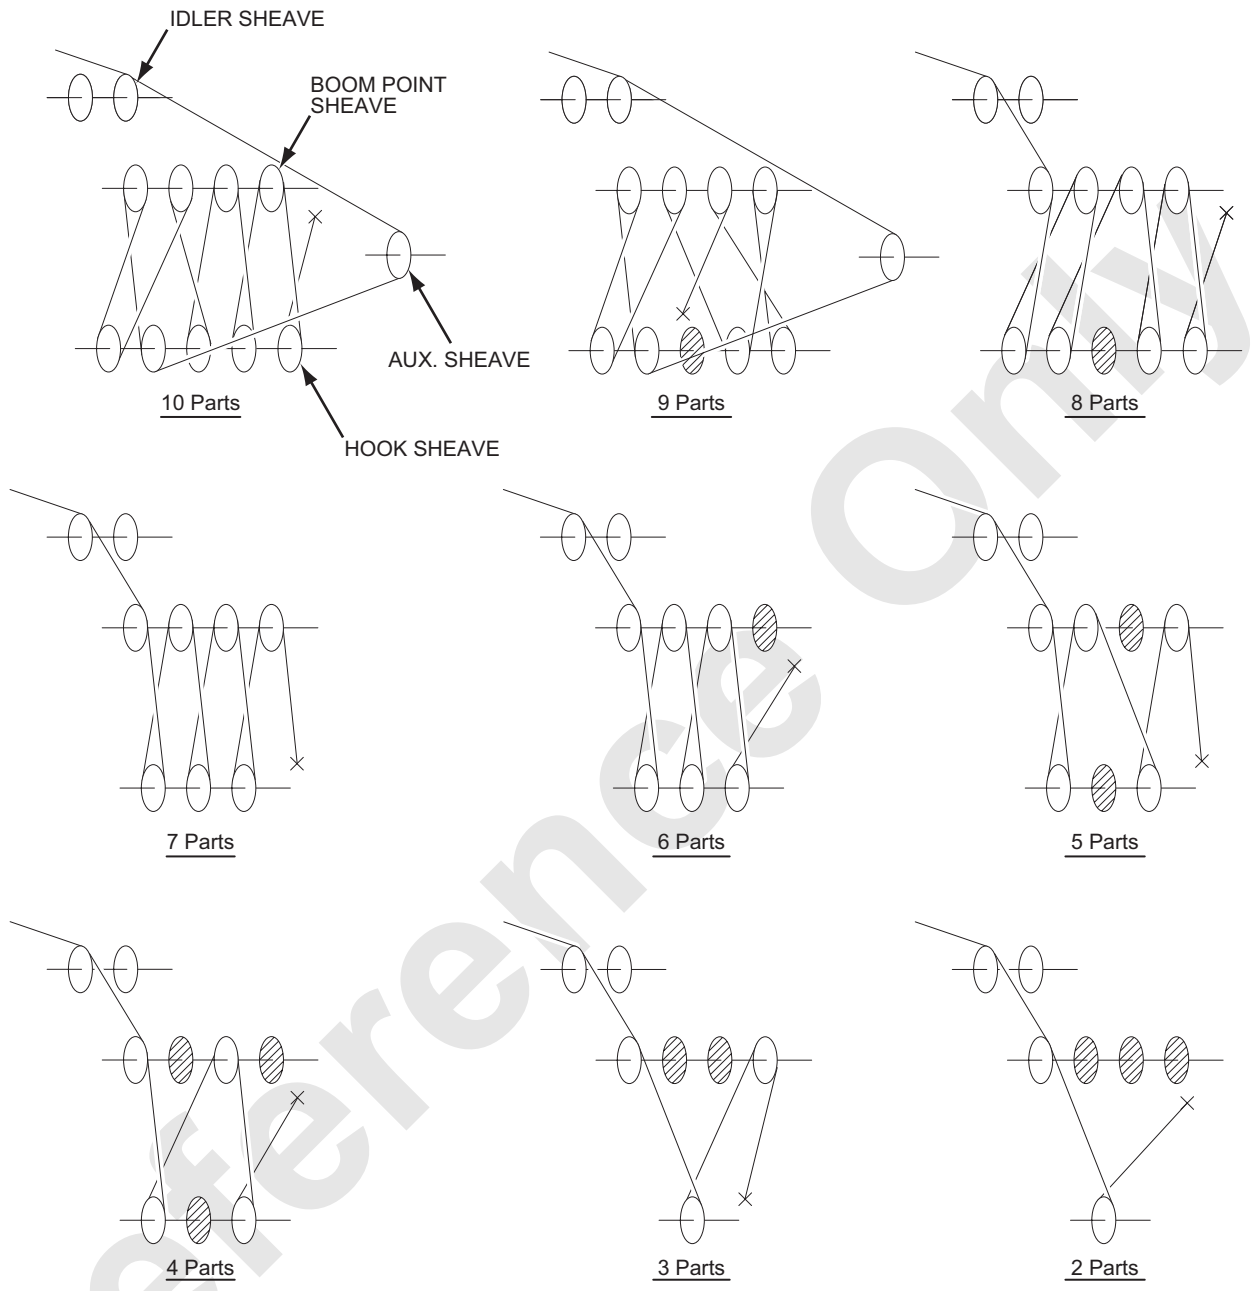 IDLER SHEAVE
BOOM POINT
SHEAVE
AUX. SHEAVE
HOOK SHEAVE
10 Parts
9 Parts
8 Parts
7 Parts
6 Parts
5 Parts
4 Parts
3 Parts
2 Parts
eference Only